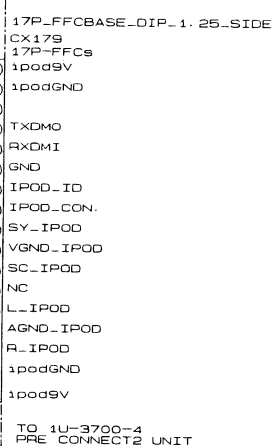 17P_FFCBASE_DIP_1.25_SIDE
CX179
17P-FFCs
ipod9V
ipodGND
TXDMO
RXDMI
GND
IPOD_ID
IPOD_CON.
SY_IPOD
VGND_IPOD
SC_IPOD
NC
L_IPOD
AGND_IPOD
R_IPOD
ipodGND
ipod9V
TO 1U-3700-4
PRE CONNECT2 UNIT